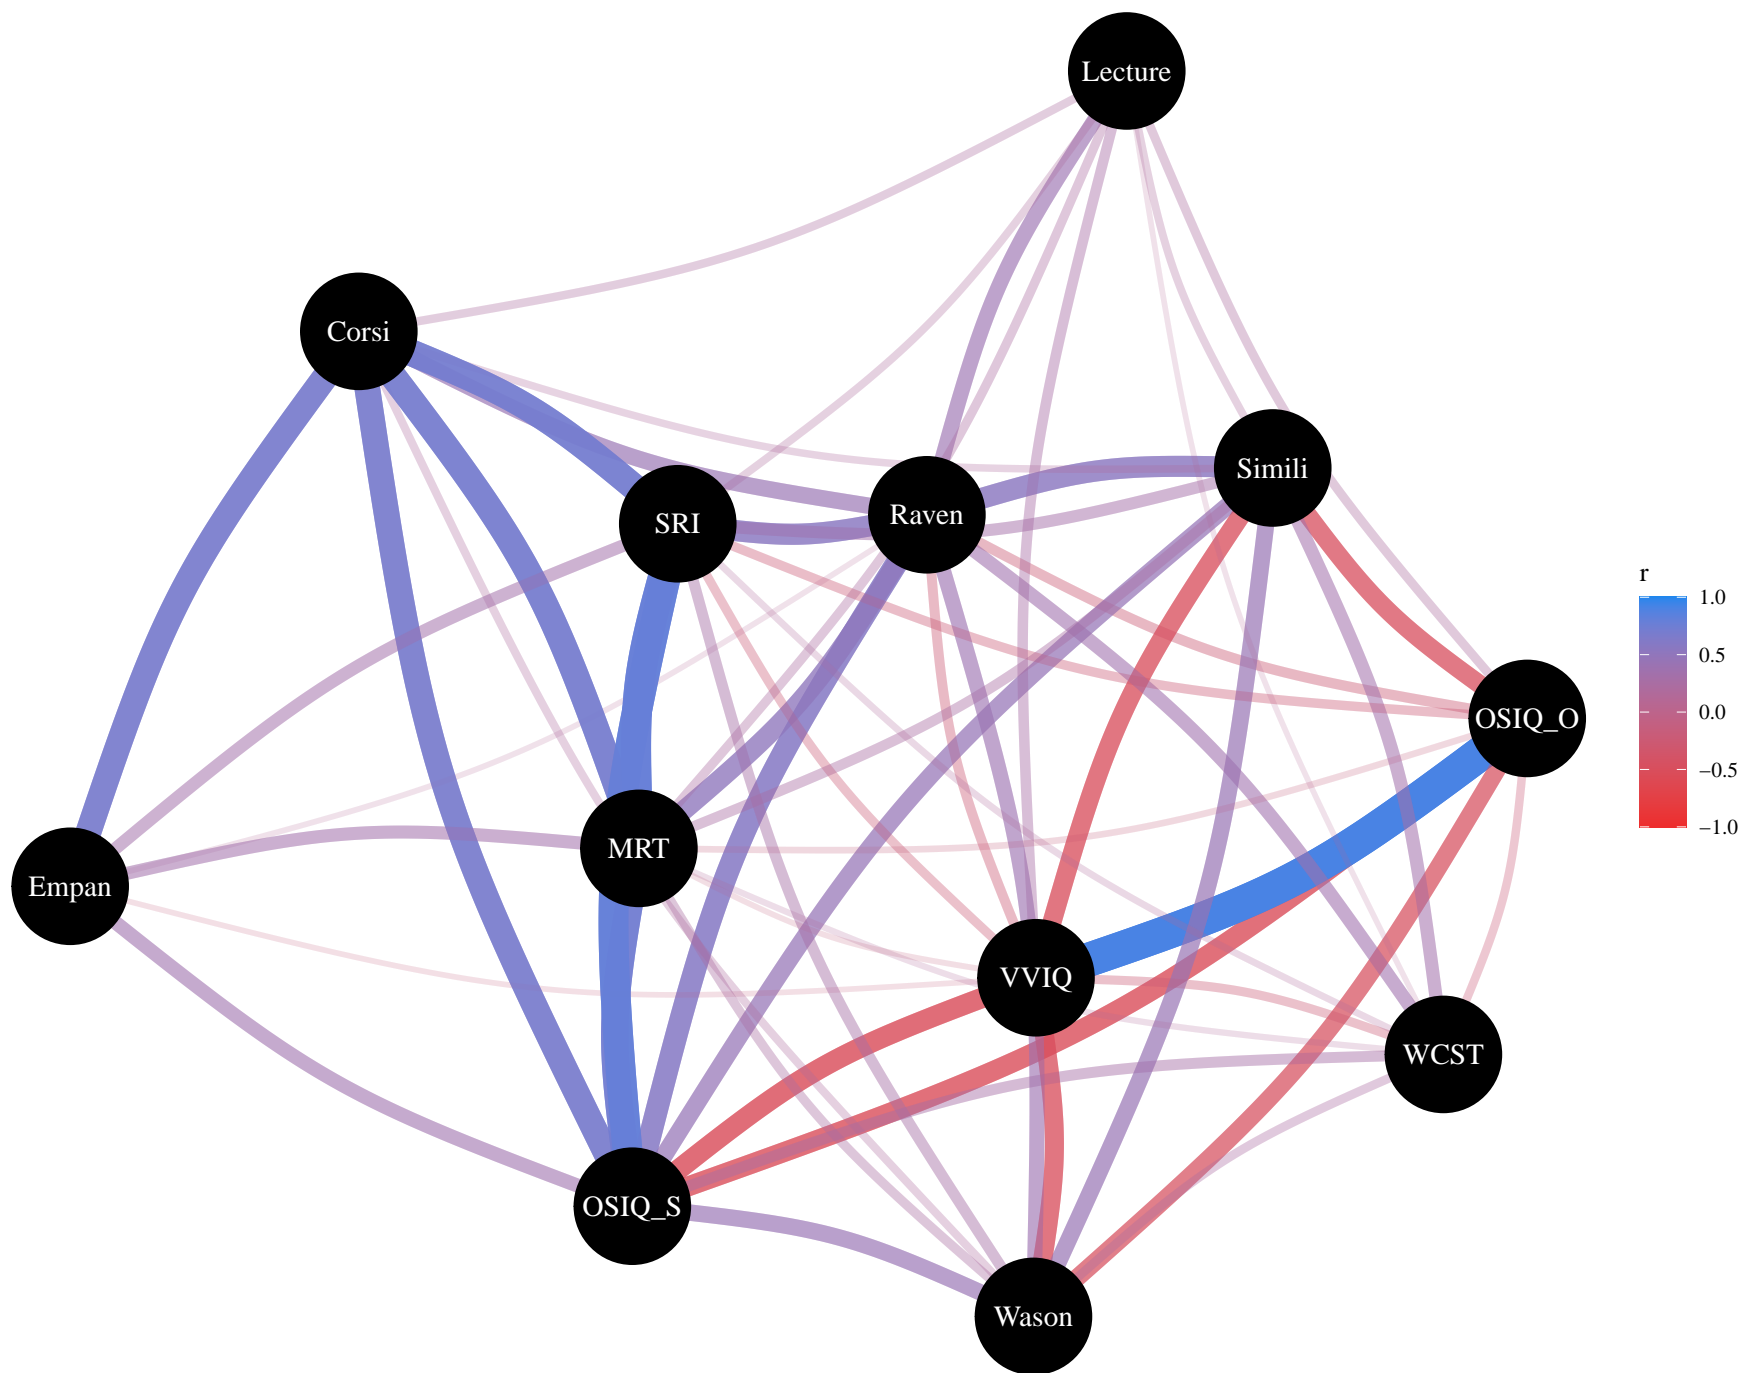 Lecture
Corsi
Simili
Raven
SRI
r
1.0
0.5
0.0
−0.5
−1.0
OSIQ_O
MRT
Empan
VVIQ
WCST
OSIQ_S
Wason